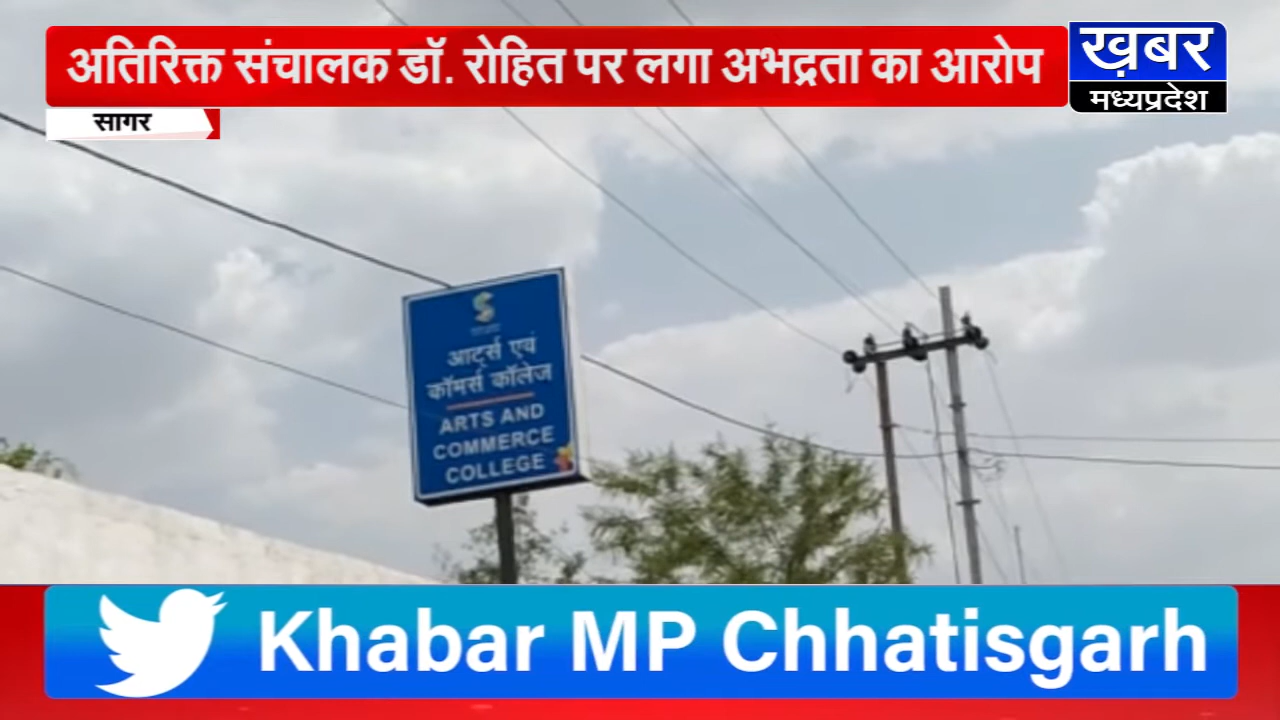 अतिरिक्त संचालक डॉ. रोहित पर लगा अभद्रता का आरोप
ख़बर
मध्यप्रदेश
सागर
आर्ट्स एवं
कॉमर्स कॉलेज
ARTS AND
COMMERCE
COLLEGE
Khabar MP Chhatisgarh